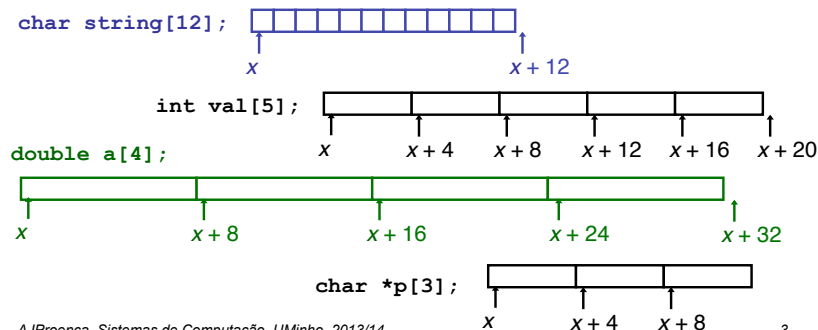 char string[12];
x x + 12
int val[5];
x x + 4 x + 8 x + 12 x + 16 x + 20
double a[4];
x x + 8 x + 16 x + 24 x + 32
char *p[3];
x x + 4 x + 8
AJProença, Sistemas de Computação, UMinho, 2013/14 3